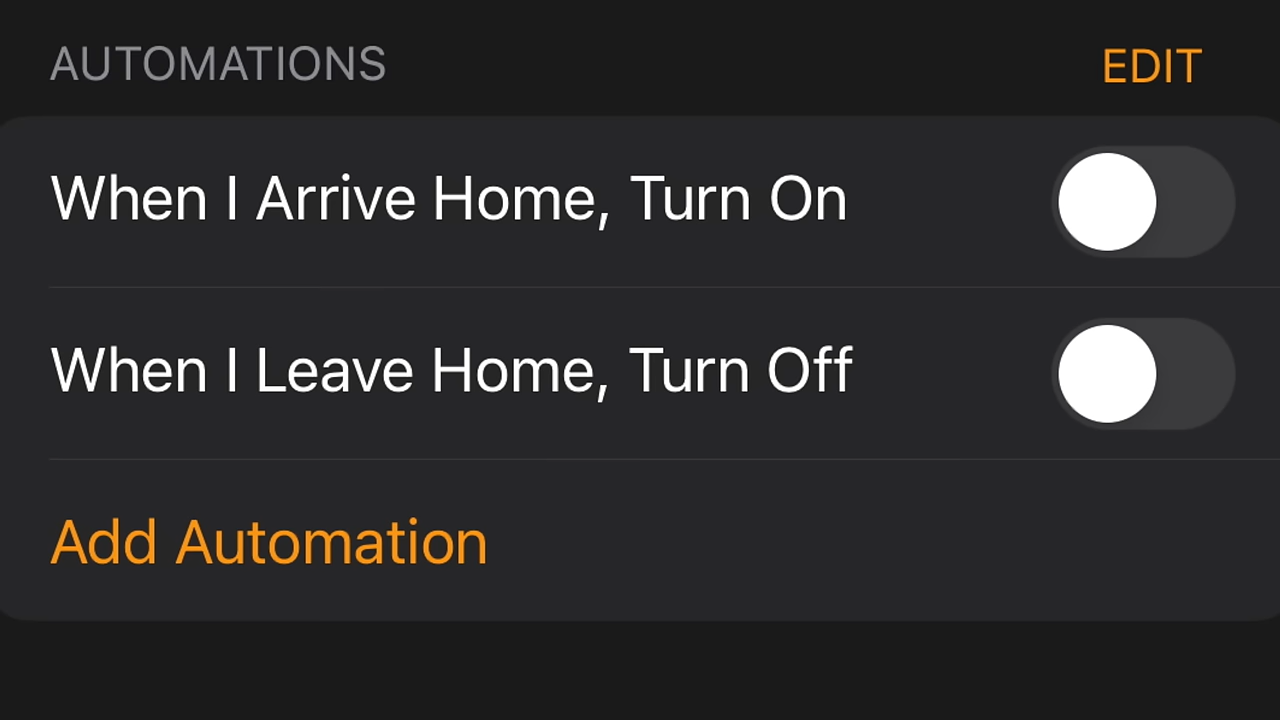 AUTOMATIONS
EDIT
When I Arrive Home, Turn On
When I Leave Home, Turn Off
Add Automation